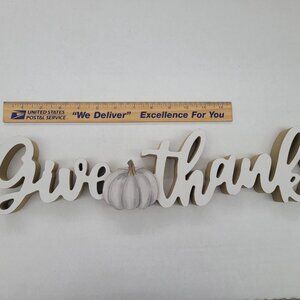 UNITED STATES
POSTAL SERVICE "We Deliver" Excellence For You
give thank